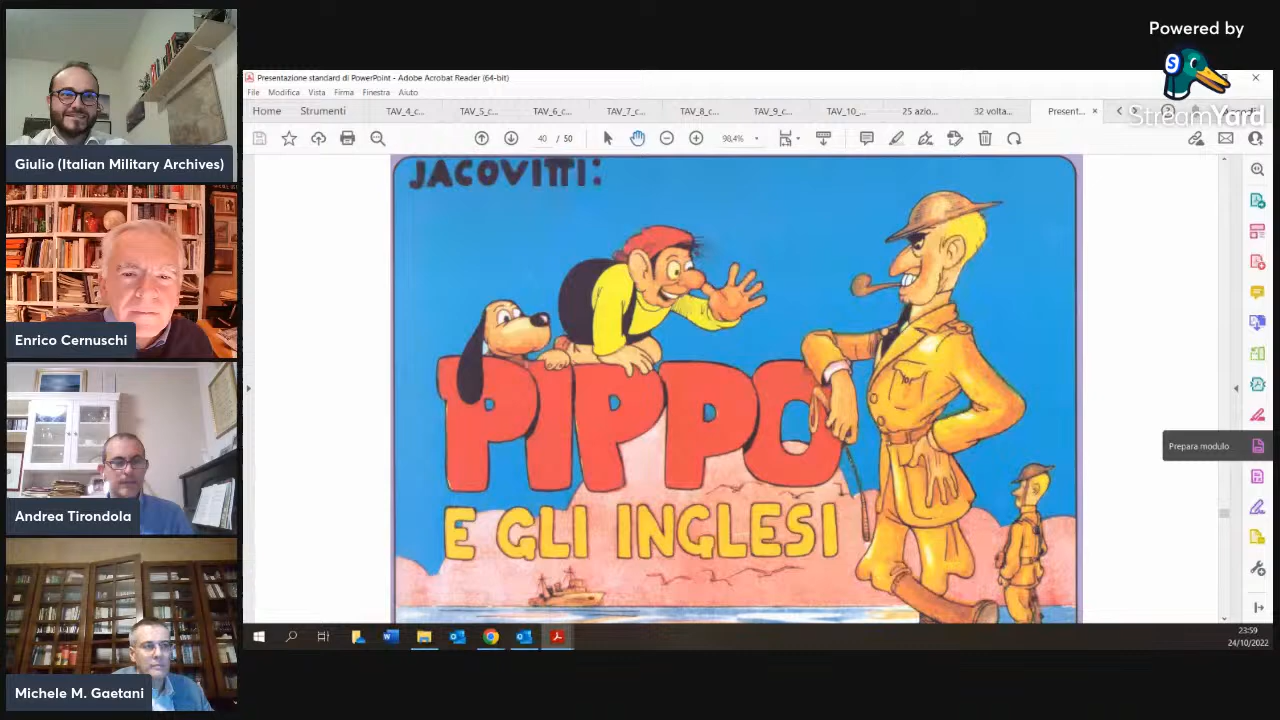 Powered by
StreamYard
Giulio (Italian Military Archives)
Enrico Cernuschi
Andrea Tirondola
Michele M. Gaetani
Presentazione standard di PowerPoint - Adobe Acrobat Reader (64-bit)
File Modifica Vista Firma Finestra Aiuto
Home Strumenti TAV_4_c... TAV_5_c... TAV_6_c... TAV_7_c... TAV_8_c... TAV_9_c... TAV_10_... 25 azio... 32 volta... Present...
40 / 50 98,4%
JACOVITTI:
PIPPO
E GLI INGLESI
Prepara modulo
23:59
24/10/2022